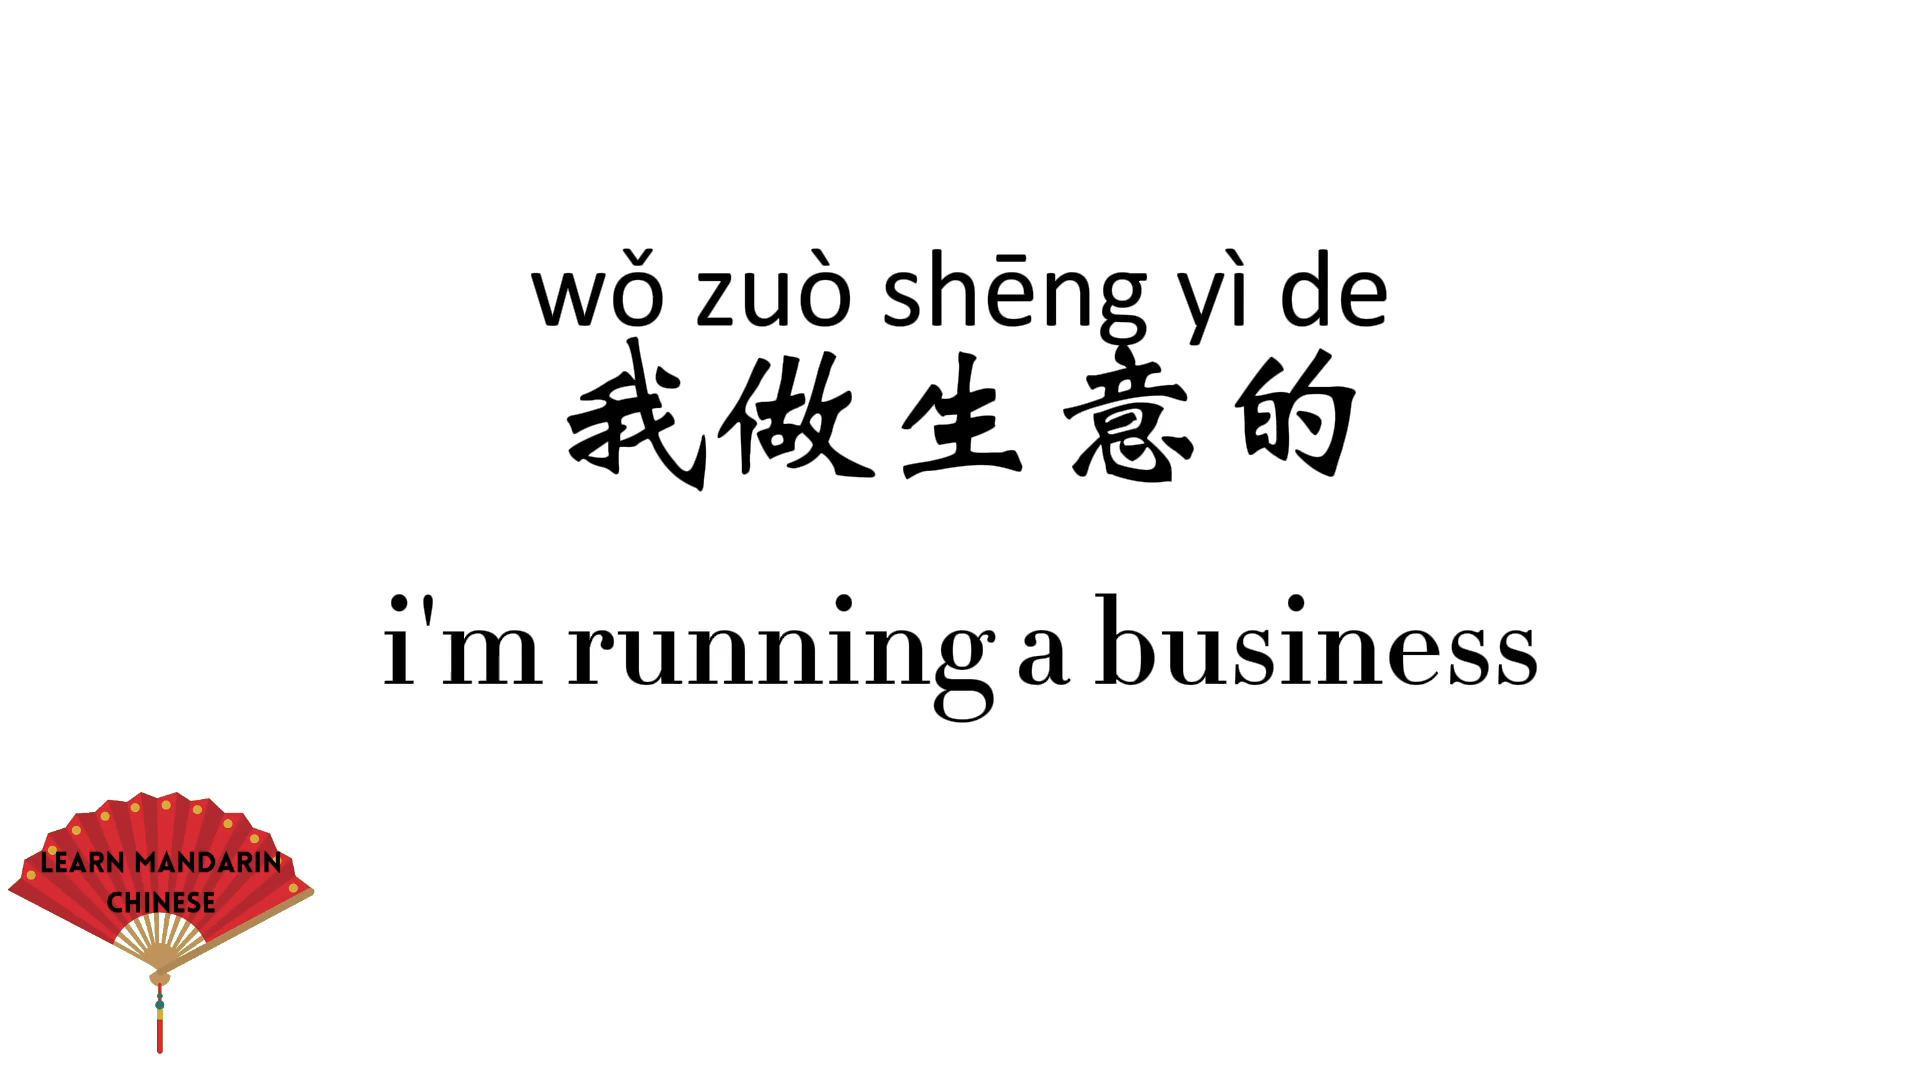 wǒ zuò shēng yì de
我做生意的
i'm running a business
LEARN MANDARIN
CHINESE